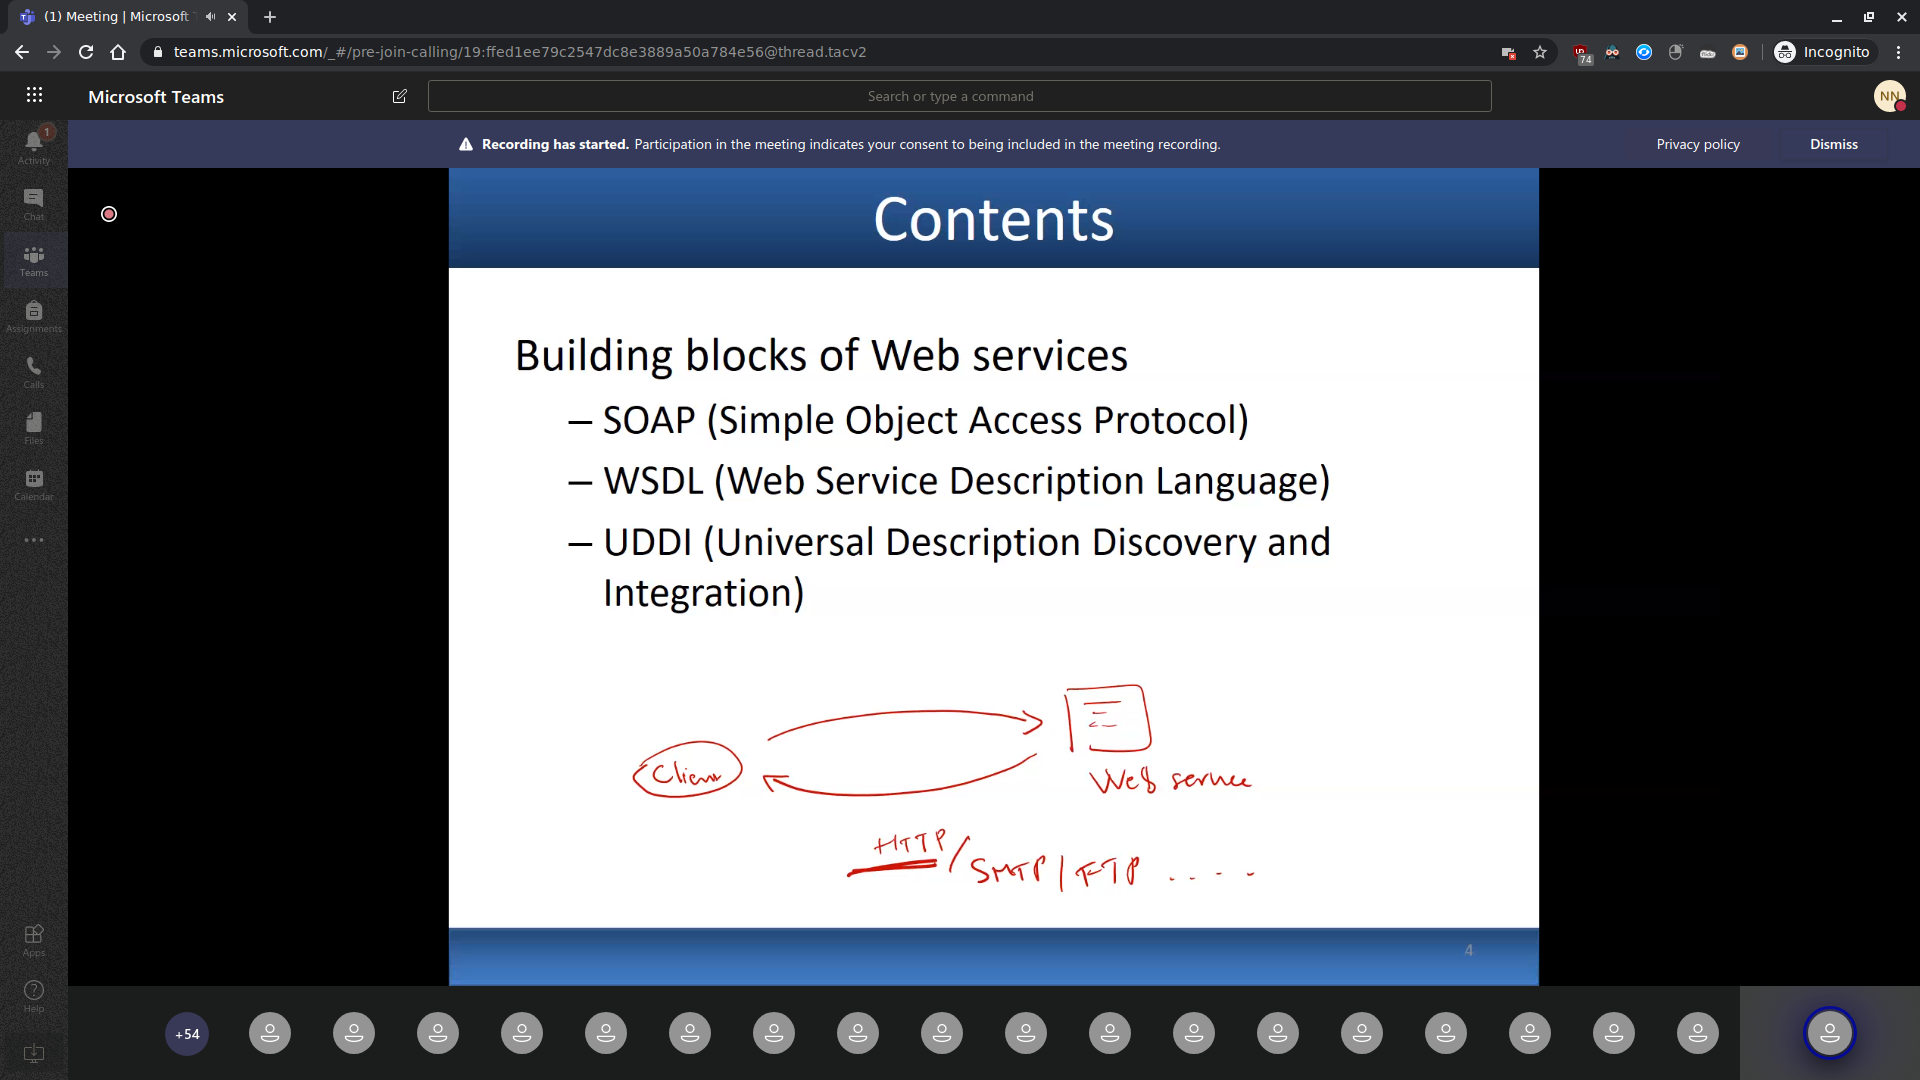 (1) Meeting | Microsoft
teams.microsoft.com/_#/pre-join-calling/19:ffed1ee79c2547dc8e3889a50a784e56@thread.tacv2
74
Incognito
Microsoft Teams
Search or type a command
NN
Recording has started. Participation in the meeting indicates your consent to being included in the meeting recording.
Privacy policy
Dismiss
1
Activity
Chat
Teams
Assignments
Calls
Files
Calendar
Apps
Help
Contents
Building blocks of Web services
– SOAP (Simple Object Access Protocol)
– WSDL (Web Service Description Language)
– UDDI (Universal Description Discovery and
Integration)
Client
Web service
HTTP / SMTP | FTP . . . .
4
+54